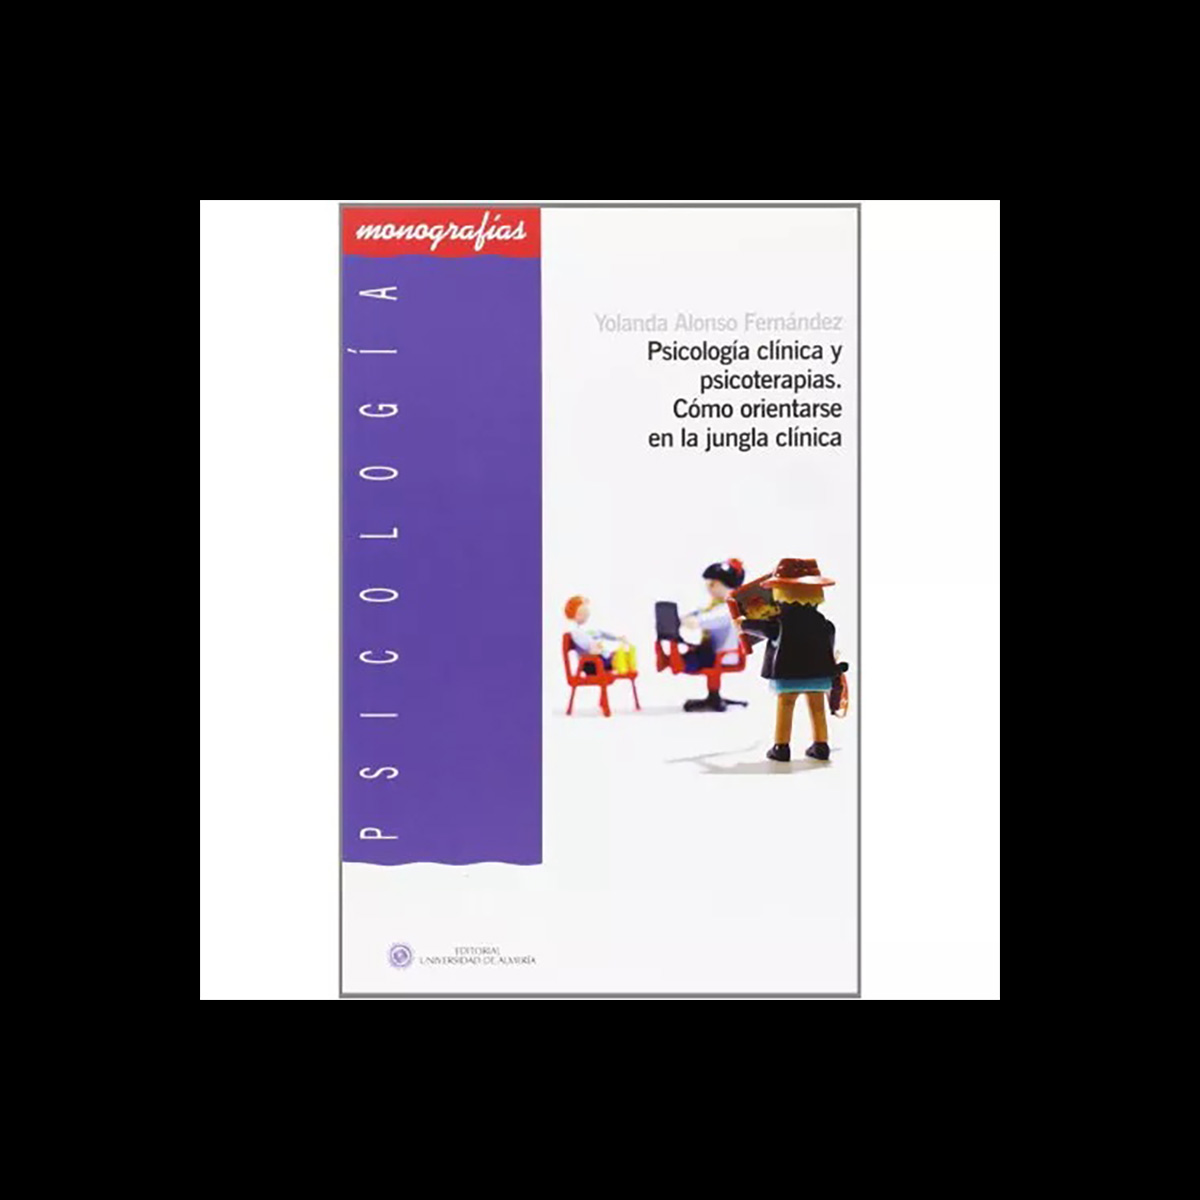 monografías
PSICOLOGÍA
Yolanda Alonso Fernández
Psicología clínica y
psicoterapias.
Cómo orientarse
en la jungla clínica
EDITORIAL
UNIVERSIDAD DE ALMERÍA